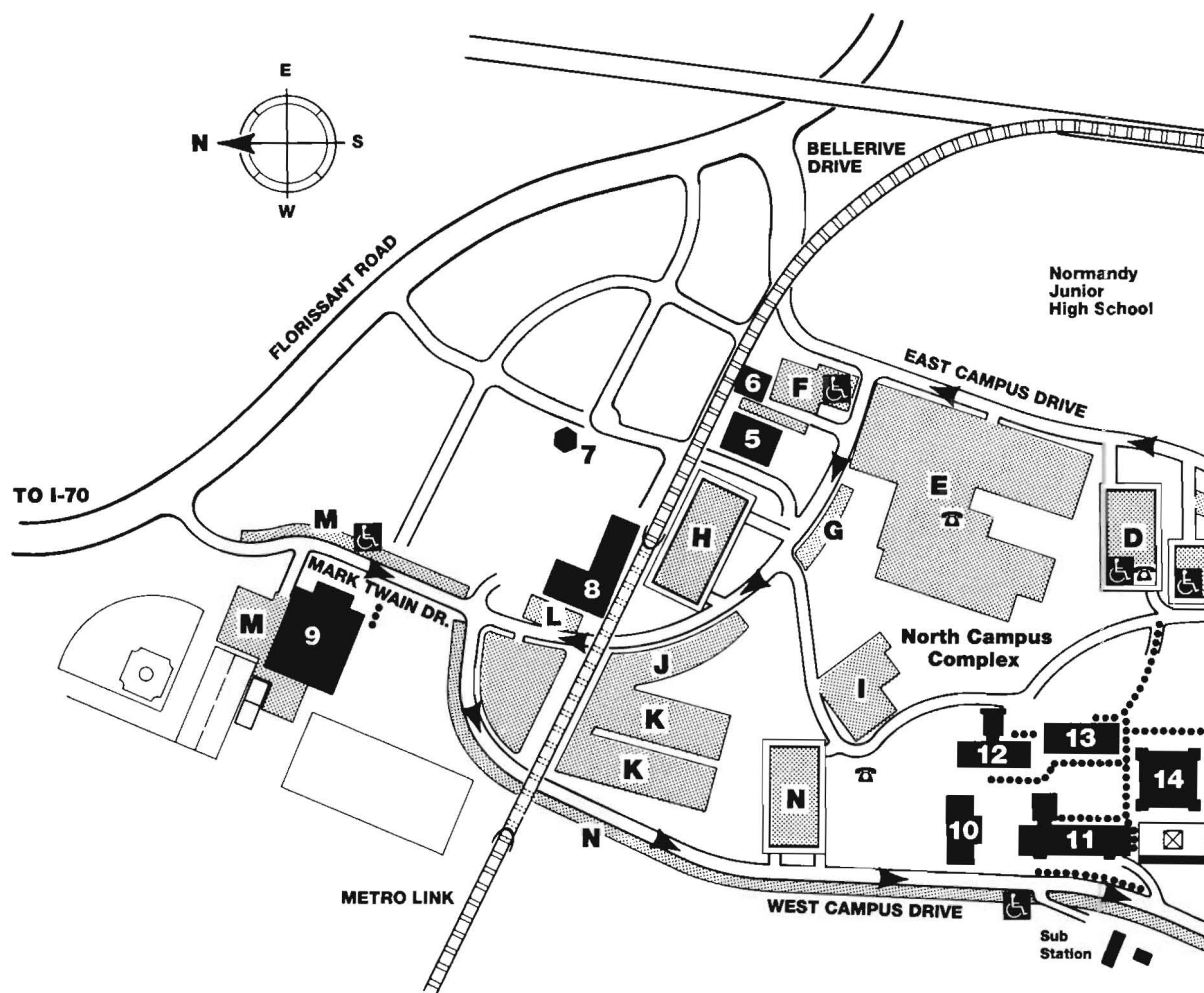 E
N
S
W
BELLERIVE
DRIVE
FLORISSANT ROAD
Normandy
Junior
High School
EAST CAMPUS DRIVE
6
F
5
7
E
TO I-70
M
H
G
D
MARK TWAIN DR.
8
L
M
9
North Campus
Complex
J
I
K
13
12
K
14
N
10
11
N
METRO LINK
WEST CAMPUS DRIVE
Sub
Station